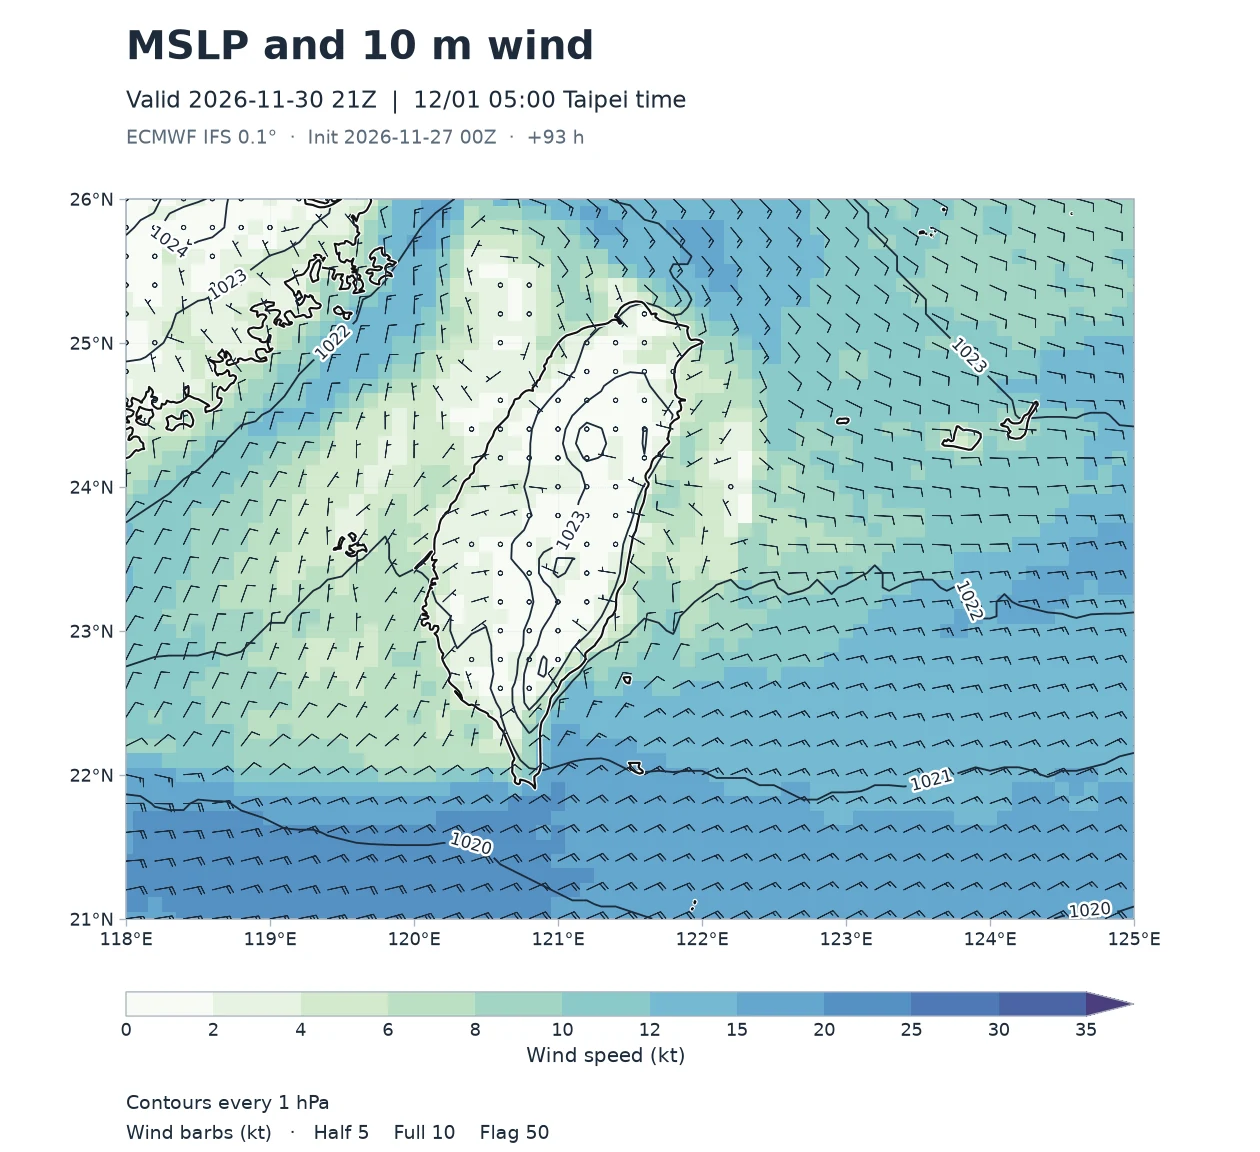 MSLP and 10 m wind
Valid 2026-11-30 21Z | 12/01 05:00 Taipei time
ECMWF IFS 0.1° · Init 2026-11-27 00Z · +93 h
26°N
25°N
24°N
23°N
22°N
21°N
1024
1023
1022
1023
1023
1022
1021
1020
1020
118°E 119°E 120°E 121°E 122°E 123°E 124°E 125°E
0 2 4 6 8 10 12 15 20 25 30 35
Wind speed (kt)
Contours every 1 hPa
Wind barbs (kt) · Half 5 Full 10 Flag 50